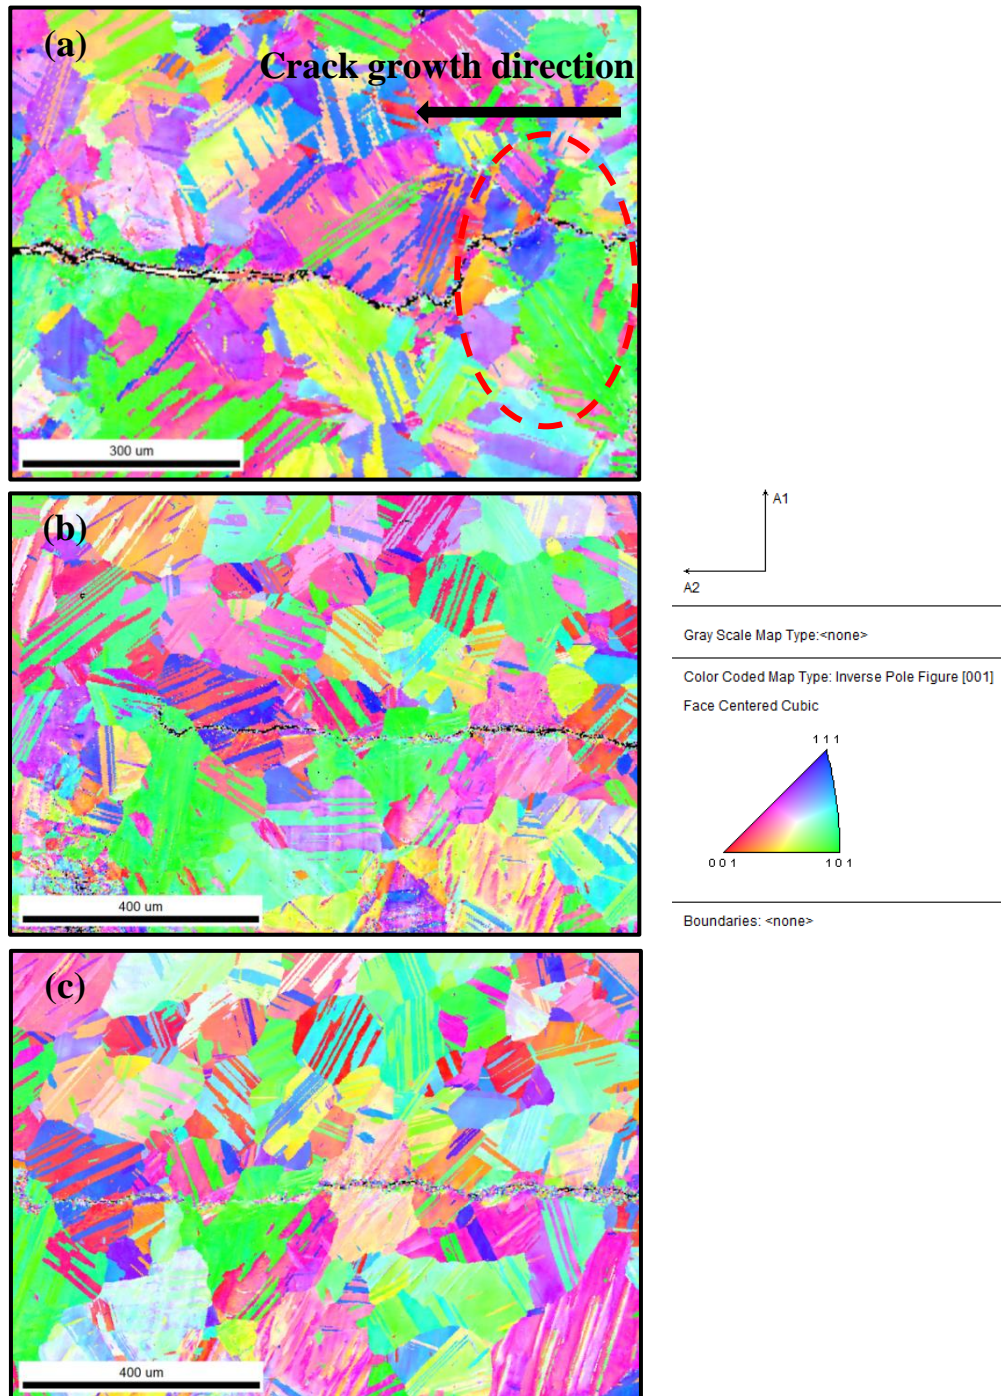 (a)
Crack growth direction
300 um
(b)
400 um
A1
A2
Gray Scale Map Type:<none>
Color Coded Map Type: Inverse Pole Figure [001]
Face Centered Cubic
1 1 1
0 0 1
1 0 1
Boundaries: <none>
(c)
400 um